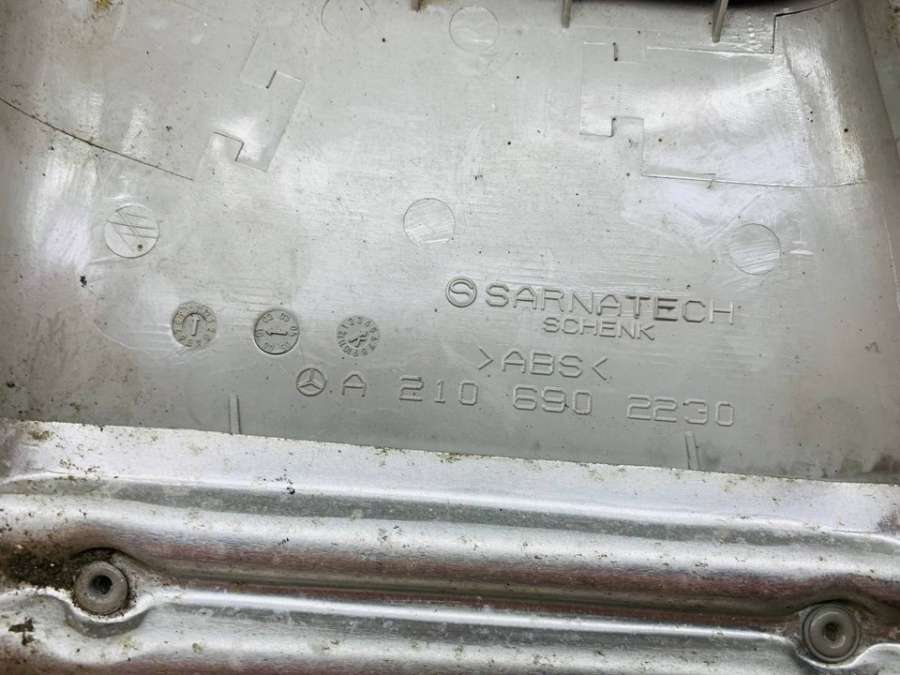 SARNATECH
SCHENK
>ABS<
A 210 690 2230